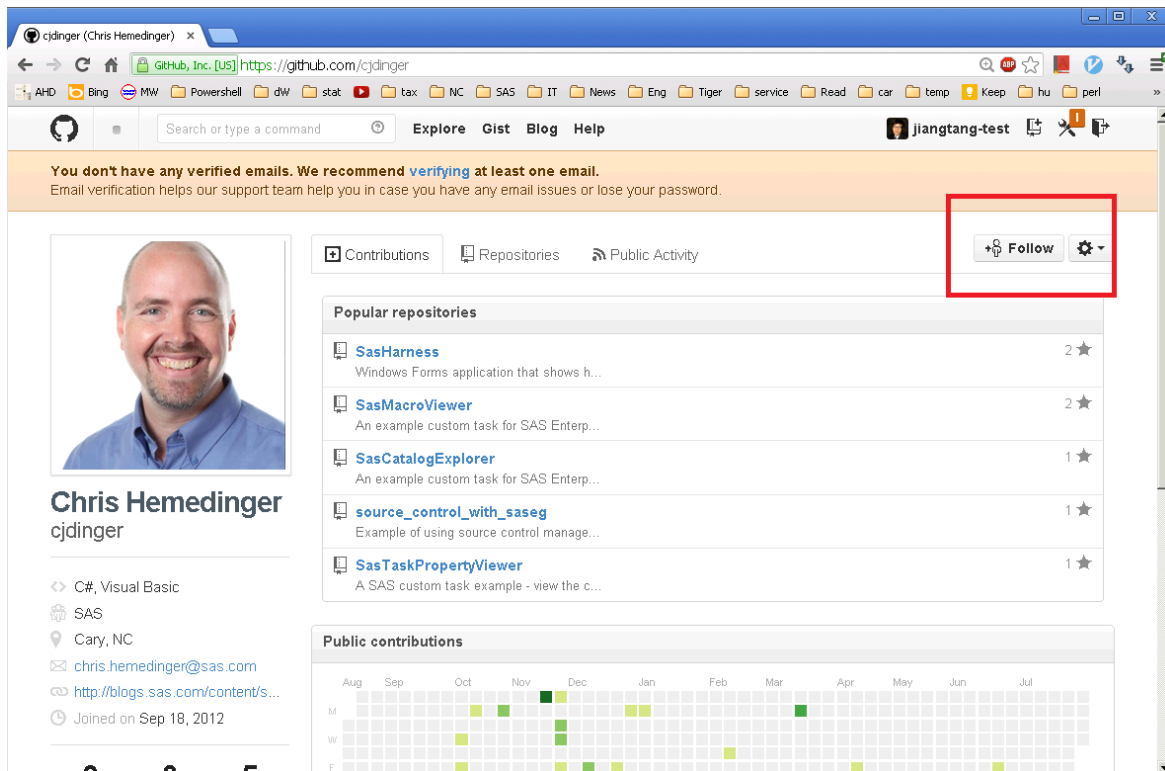 cjdinger (Chris Hemedinger)
GitHub, Inc. [US] https://github.com/cjdinger
AHD Bing MW Powershell dW stat tax NC SAS IT News Eng Tiger service Read car temp Keep hu perl »
Search or type a command
Explore Gist Blog Help
jiangtang-test
You don't have any verified emails. We recommend verifying at least one email.
Email verification helps our support team help you in case you have any email issues or lose your password.
Contributions Repositories Public Activity
Follow
Popular repositories
SasHarness 2
Windows Forms application that shows h...
SasMacroViewer 2
An example custom task for SAS Enterp...
SasCatalogExplorer 1
An example custom task for SAS Enterp...
source_control_with_saseg 1
Example of using source control manage...
SasTaskPropertyViewer 1
A SAS custom task example - view the c...
Chris Hemedinger
cjdinger
C#, Visual Basic
SAS
Cary, NC
chris.hemedinger@sas.com
http://blogs.sas.com/content/s...
Joined on Sep 18, 2012
Public contributions
Aug Sep Oct Nov Dec Jan Feb Mar Apr May Jun Jul
M
W
F